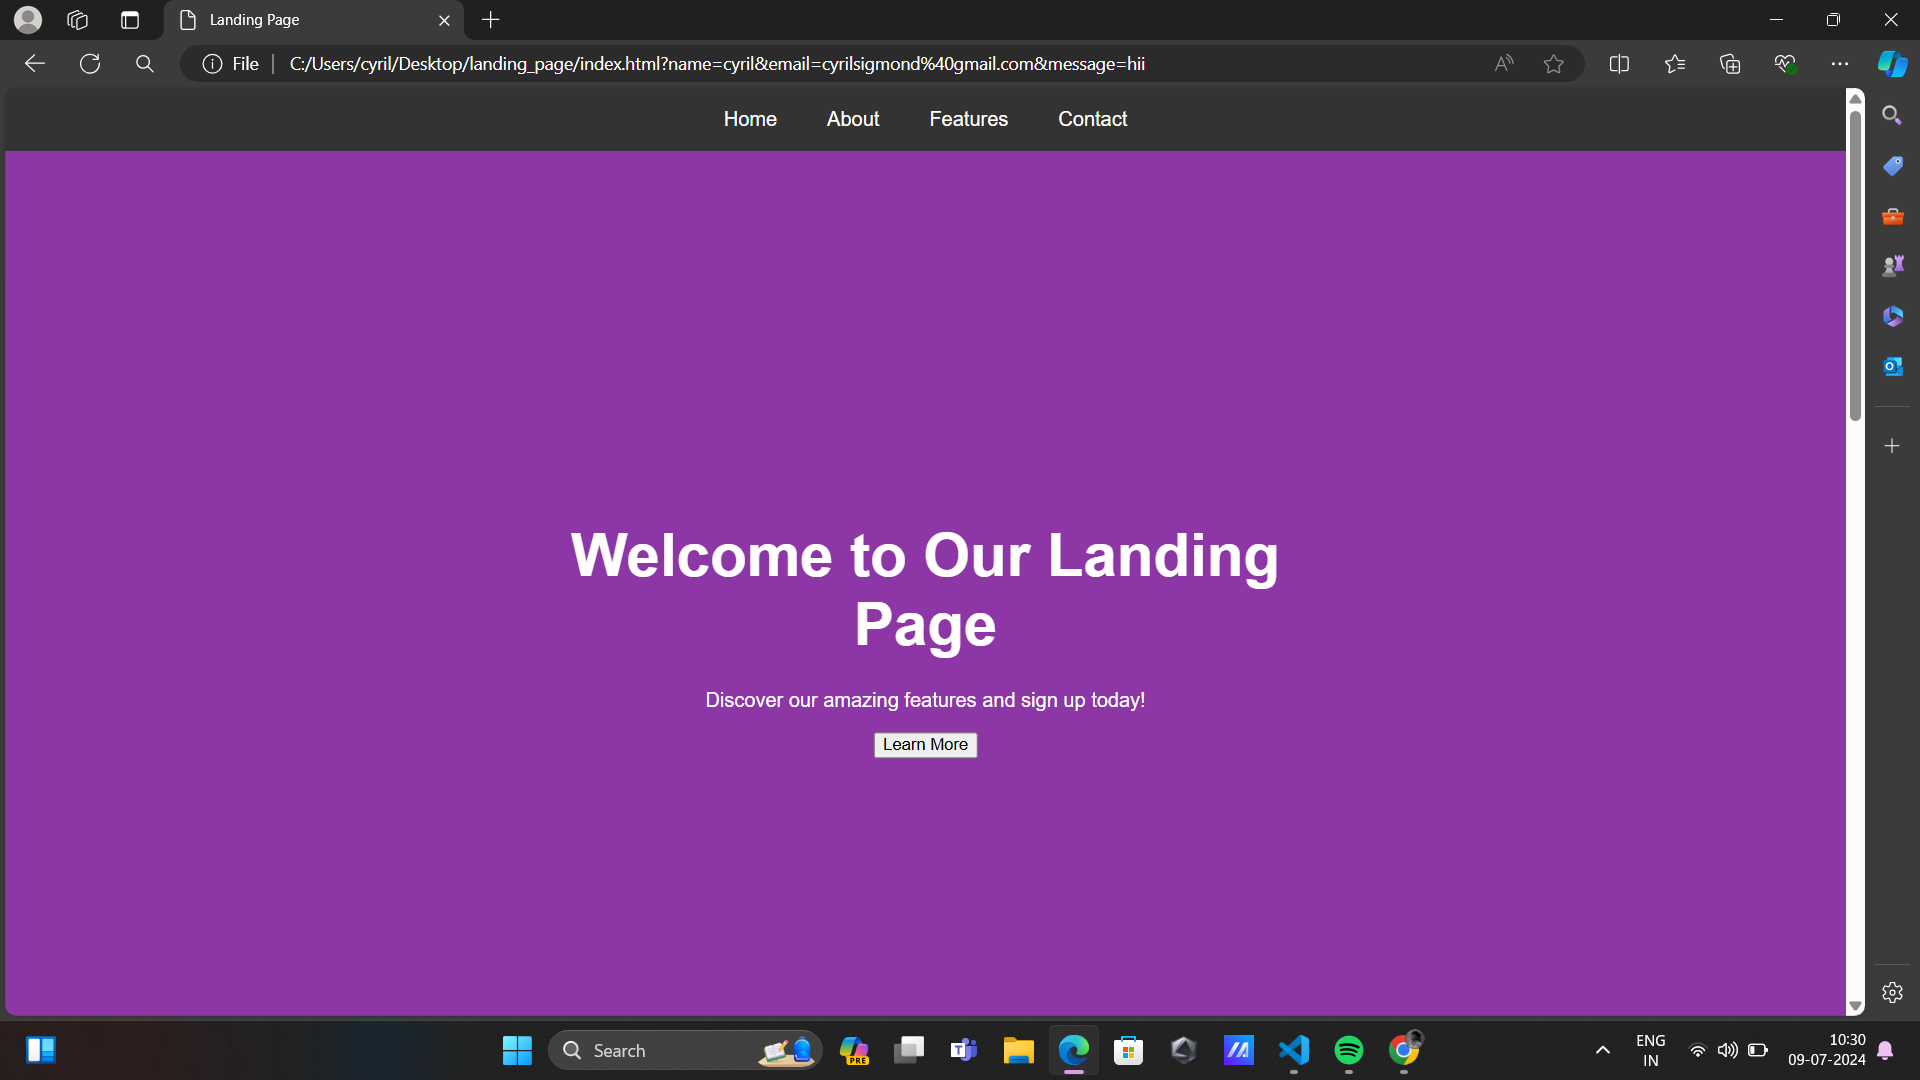 Landing Page
File
C:/Users/cyril/Desktop/landing_page/index.html?name=cyril&email=cyrilsigmond%40gmail.com&message=hii
Home About Features Contact
Welcome to Our Landing
Page
Discover our amazing features and sign up today!
Learn More
Search
PRE
ENG
IN
10:30
09-07-2024